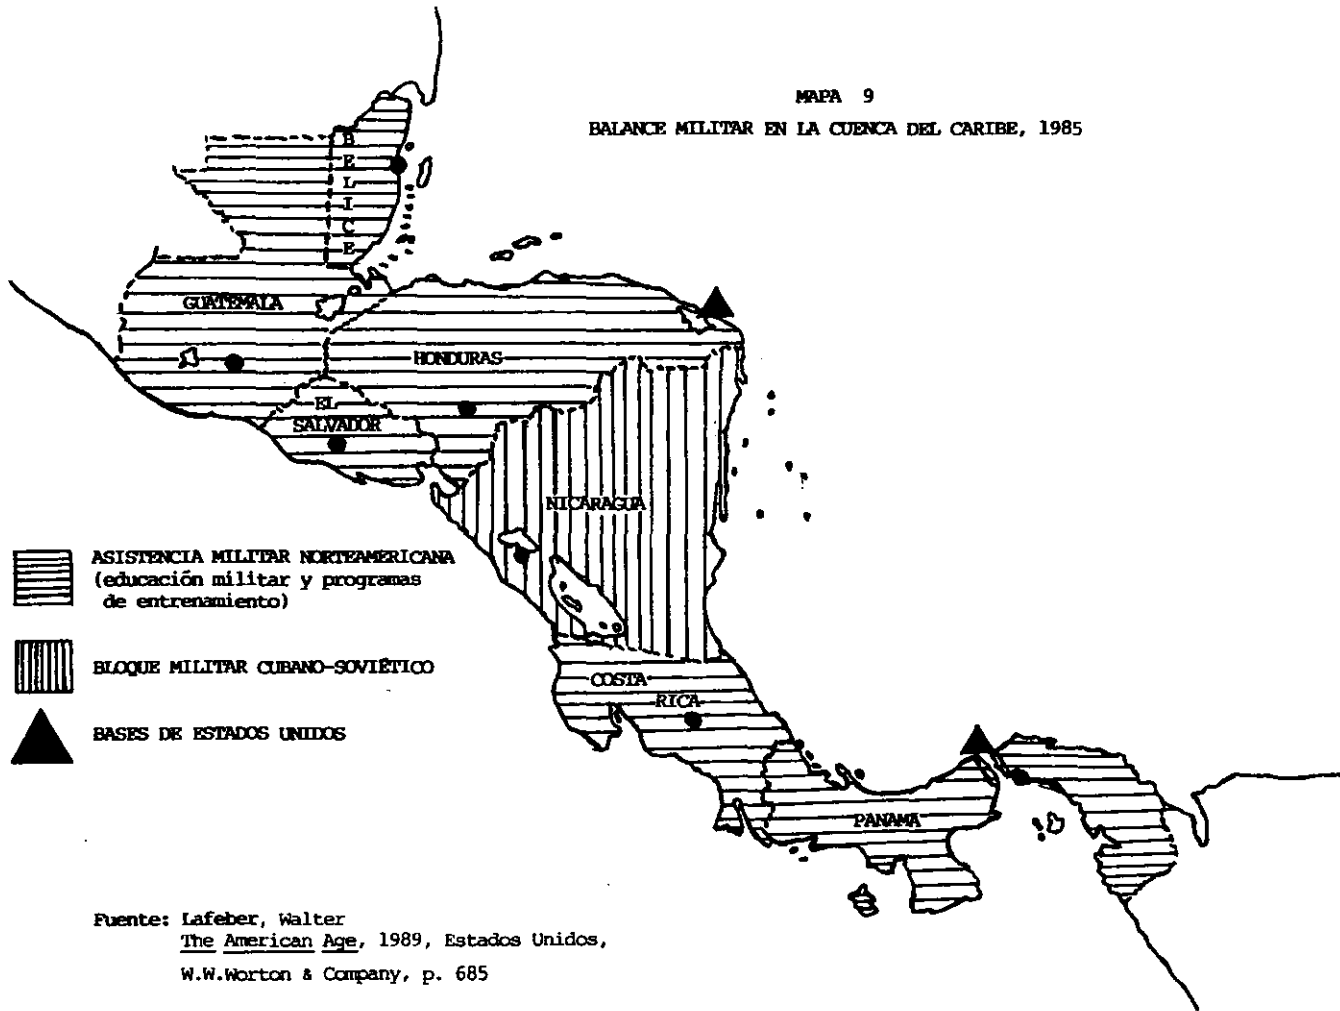 MAPA 9
BALANCE MILITAR EN LA CUENCA DEL CARIBE, 1985
BELICE
GUATEMALA
HONDURAS
EL
SALVADOR
NICARAGUA
ASISTENCIA MILITAR NORTEAMERICANA
(educación militar y programas
de entrenamiento)
BLOQUE MILITAR CUBANO-SOVIÉTICO
COSTA
RICA
BASES DE ESTADOS UNIDOS
PANAMA
Fuente: Lafeber, Walter
The American Age, 1989, Estados Unidos,
W.W.Worton & Company, p. 685